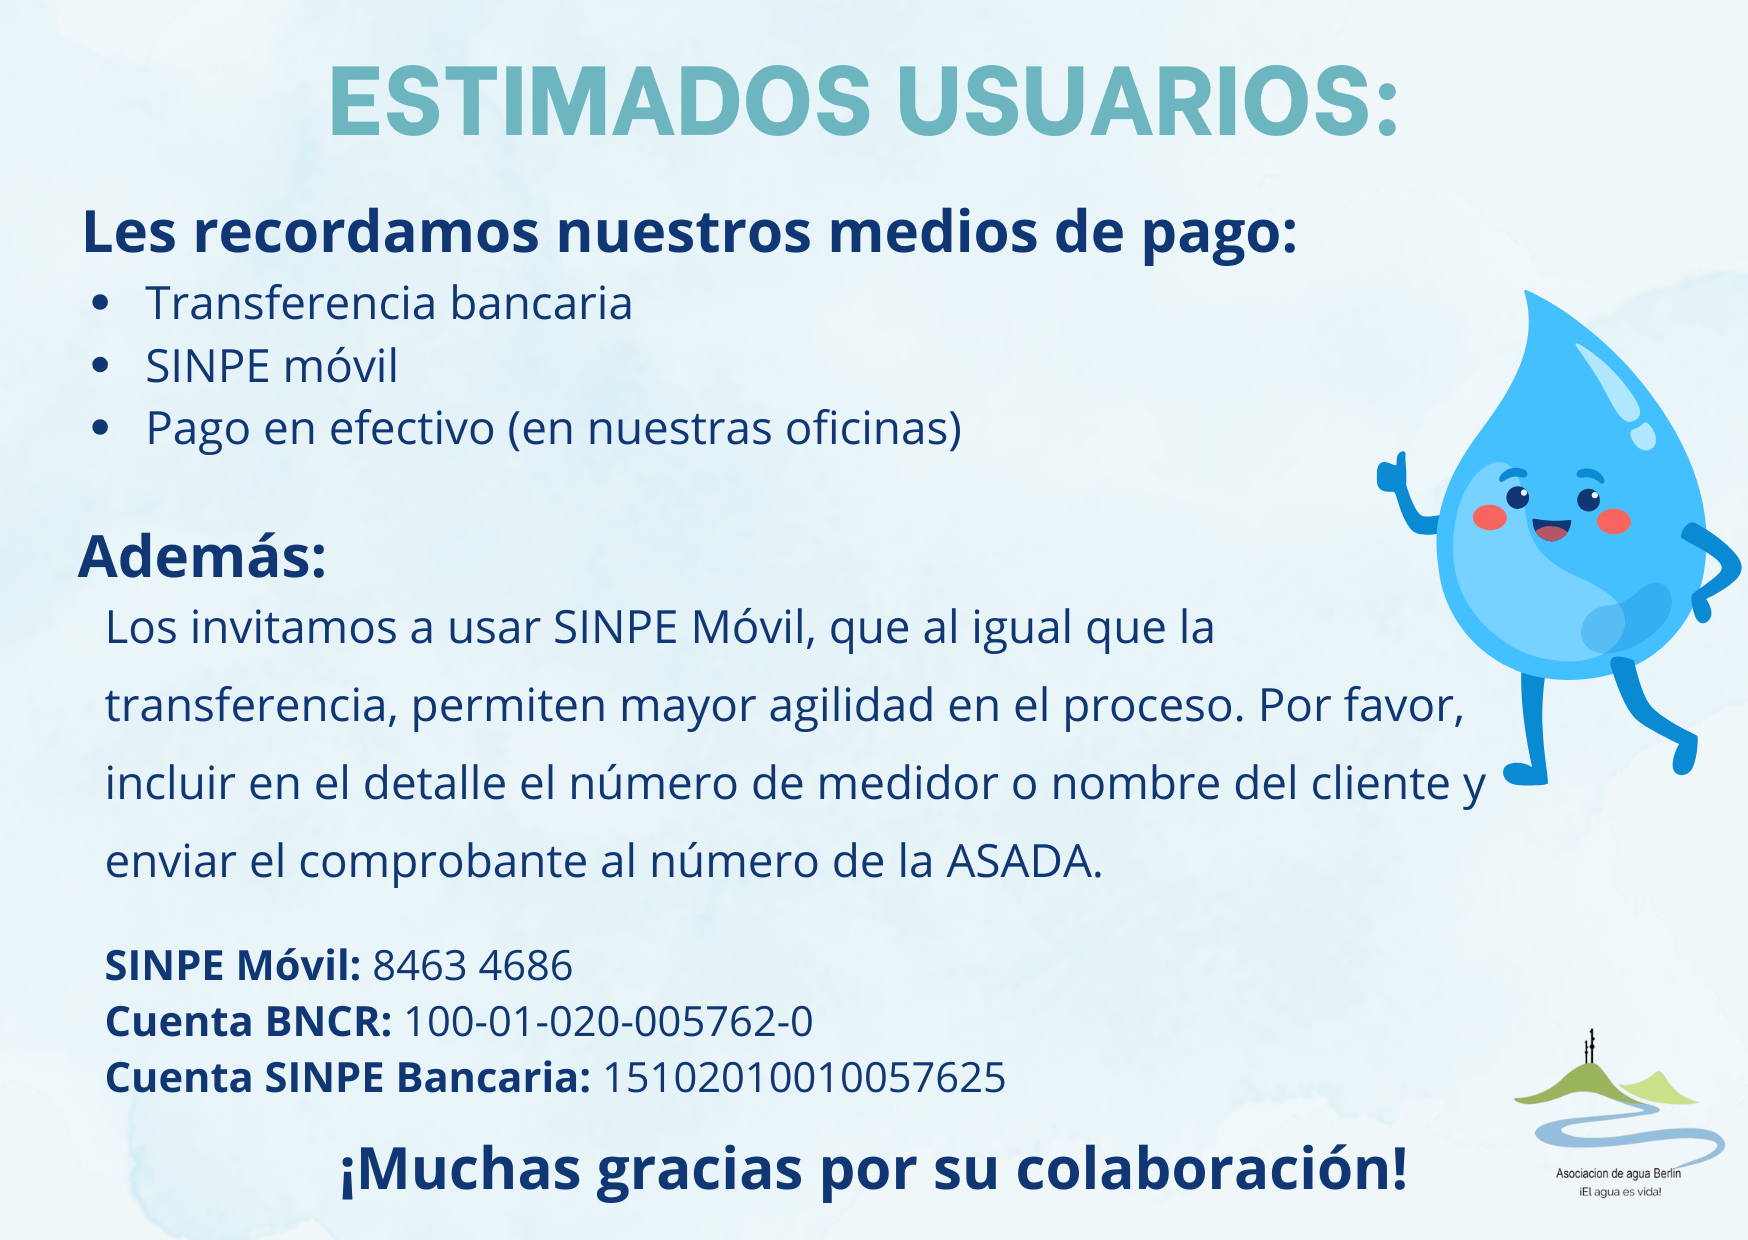 ESTIMADOS USUARIOS:
Les recordamos nuestros medios de pago:
• Transferencia bancaria
• SINPE móvil
• Pago en efectivo (en nuestras oficinas)
Además:
Los invitamos a usar SINPE Móvil, que al igual que la
transferencia, permiten mayor agilidad en el proceso. Por favor,
incluir en el detalle el número de medidor o nombre del cliente y
enviar el comprobante al número de la ASADA.
SINPE Móvil: 8463 4686
Cuenta BNCR: 100-01-020-005762-0
Cuenta SINPE Bancaria: 15102010010057625
¡Muchas gracias por su colaboración!
Asociacion de agua Berlin
¡El agua es vida!